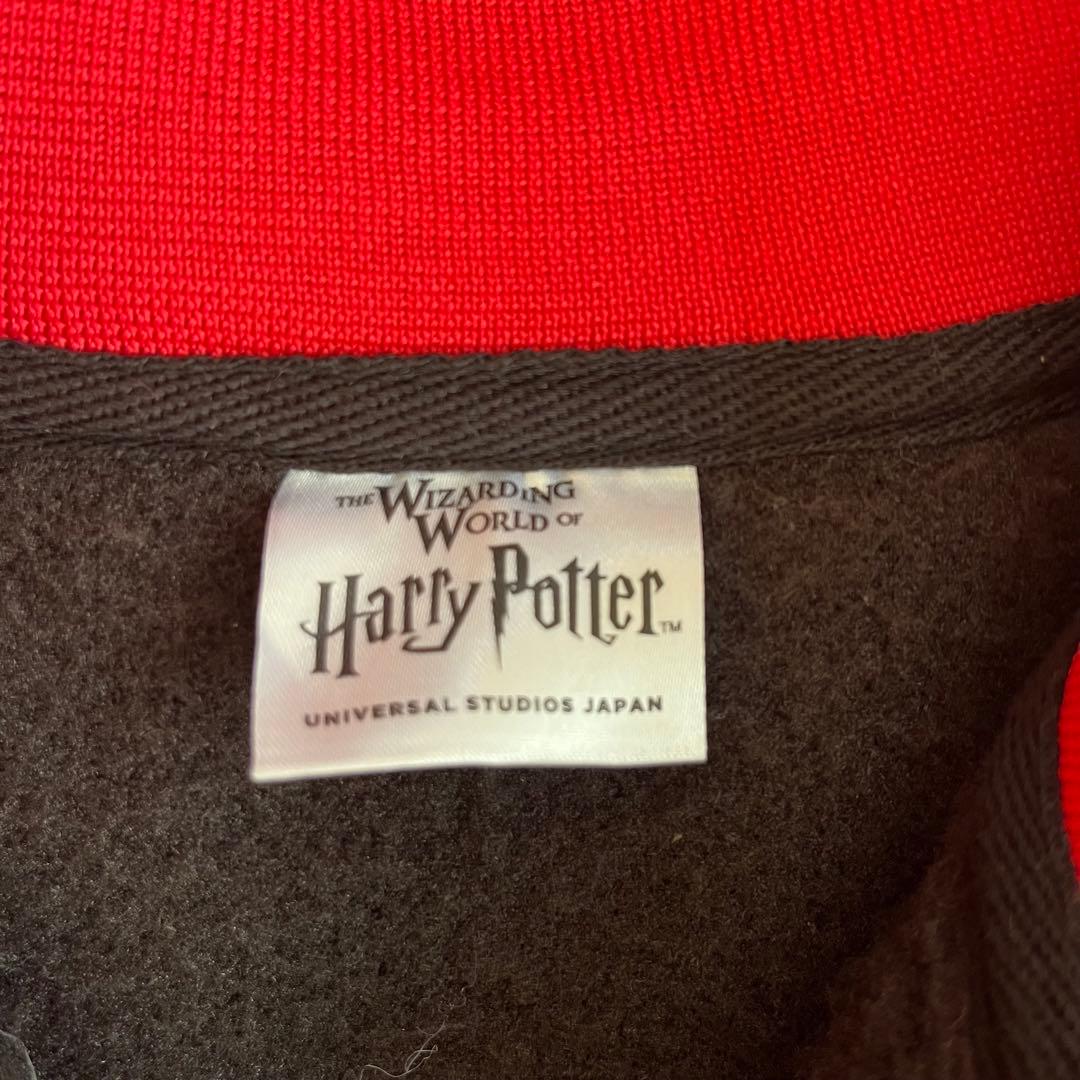 THE WIZARDING
WORLD OF
Harry Potter™
UNIVERSAL STUDIOS JAPAN